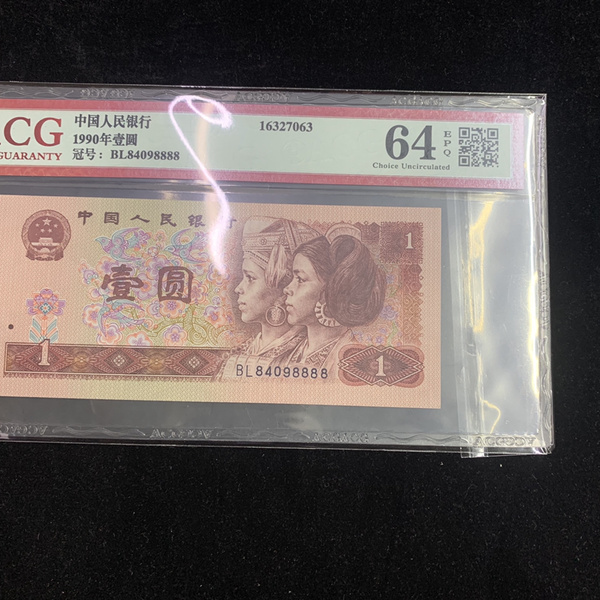 ACG
GUARANTY
中国人民银行
1990年壹圆
冠号：BL84098888
16327063
64
EPQ
Choice Uncirculated
中国人民银行
1
壹圆
1
BL84098888
1